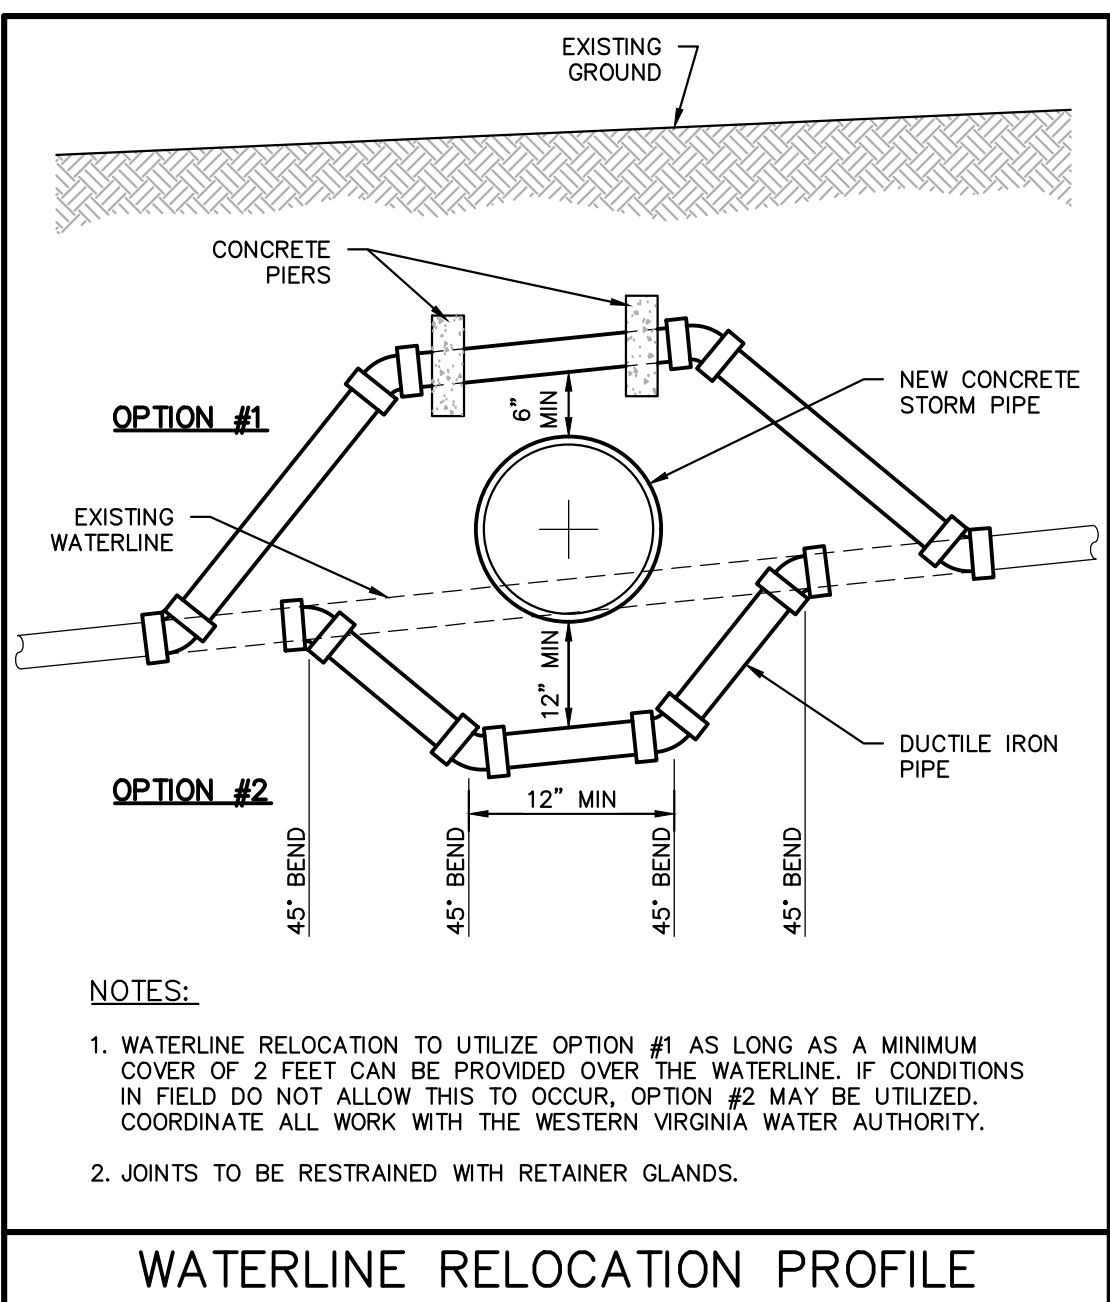 EXISTING
GROUND
CONCRETE
PIERS
OPTION #1
6”
MIN
NEW CONCRETE
STORM PIPE
EXISTING
WATERLINE
12” MIN
DUCTILE IRON
PIPE
OPTION #2
12” MIN
45° BEND
45° BEND
45° BEND
45° BEND
NOTES:
1. WATERLINE RELOCATION TO UTILIZE OPTION #1 AS LONG AS A MINIMUM
COVER OF 2 FEET CAN BE PROVIDED OVER THE WATERLINE. IF CONDITIONS
IN FIELD DO NOT ALLOW THIS TO OCCUR, OPTION #2 MAY BE UTILIZED.
COORDINATE ALL WORK WITH THE WESTERN VIRGINIA WATER AUTHORITY.
2. JOINTS TO BE RESTRAINED WITH RETAINER GLANDS.
WATERLINE RELOCATION PROFILE